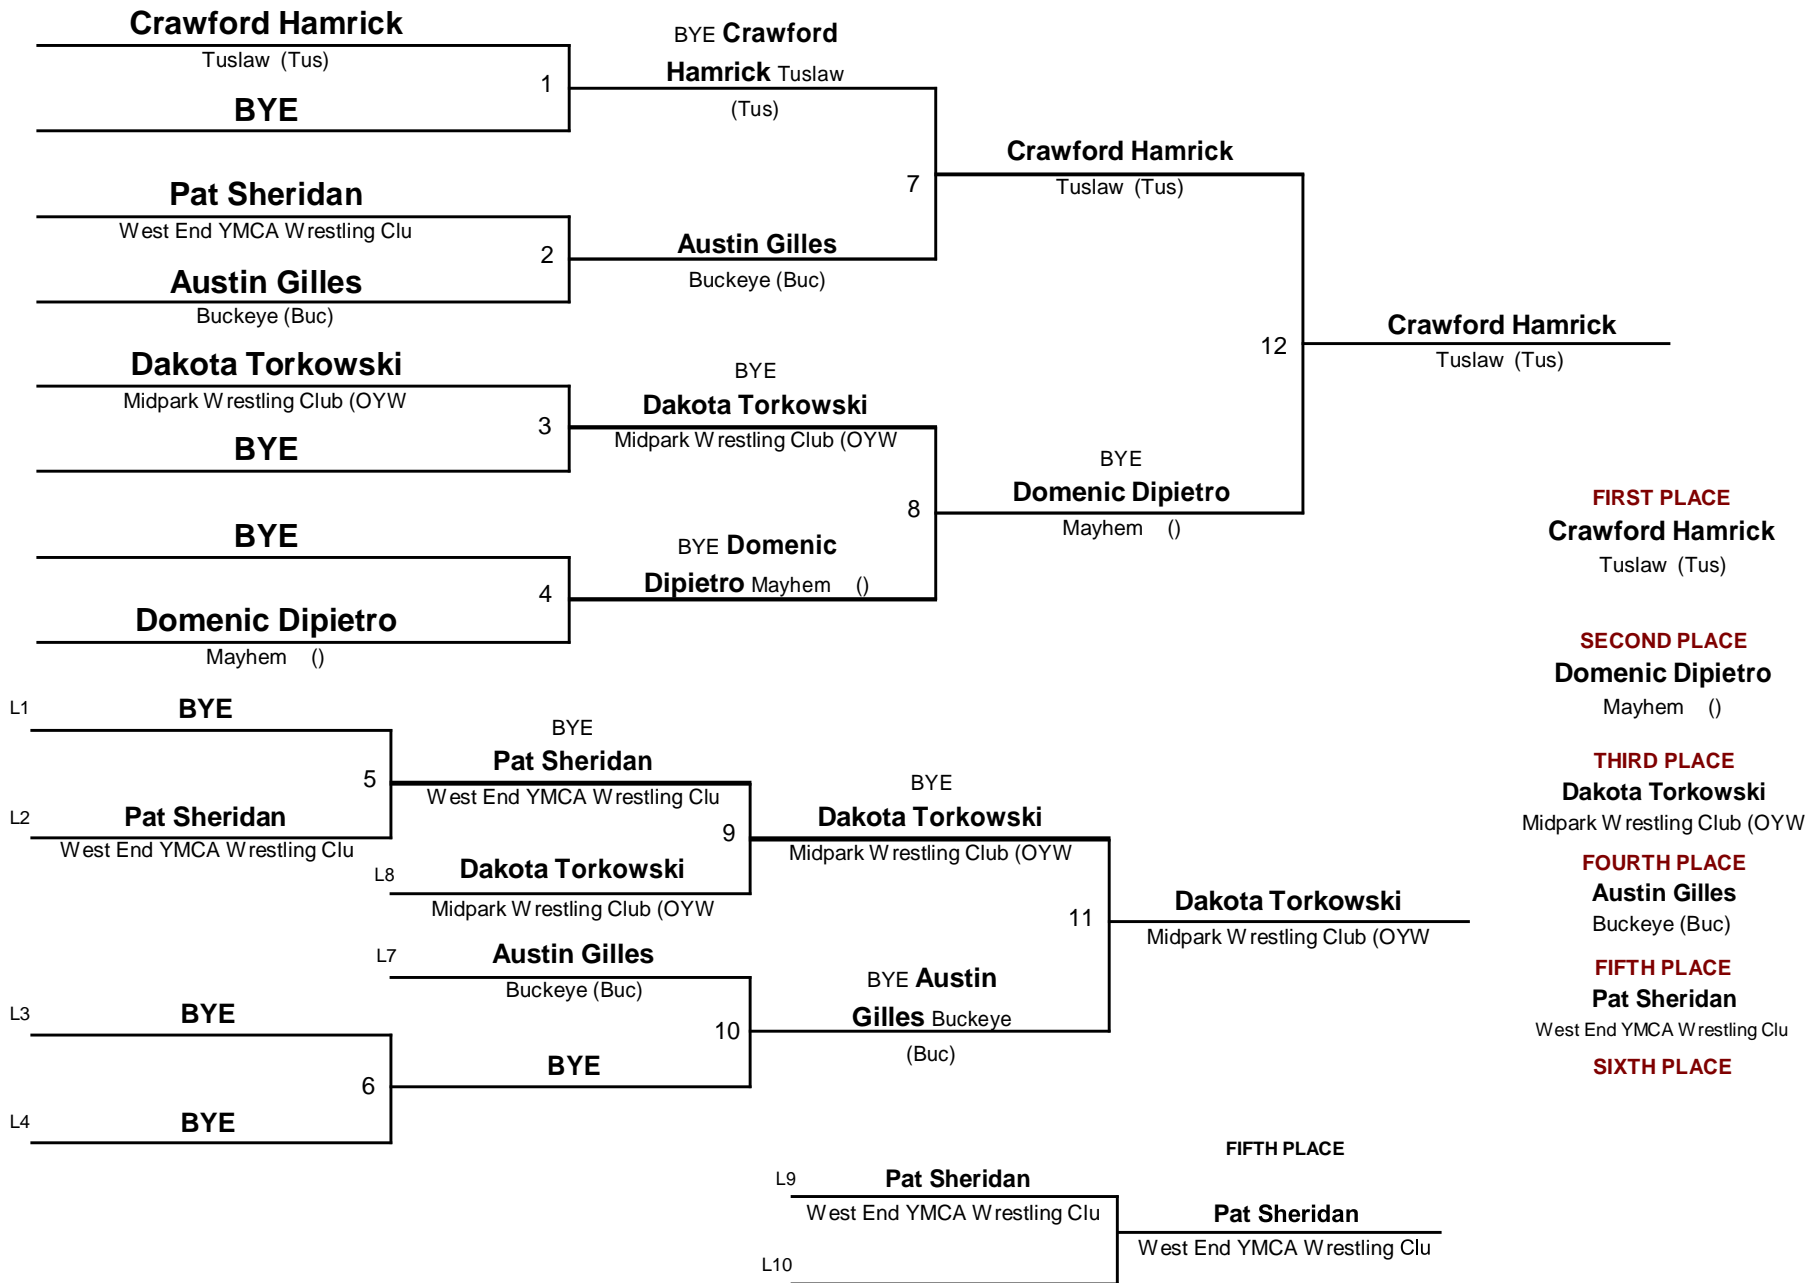 Crawford Hamrick
Tuslaw (Tus)
1
BYE
BYE Crawford
Hamrick Tuslaw
(Tus)
Pat Sheridan
West End YMCA Wrestling Clu
2
Austin Gilles
Buckeye (Buc)
Austin Gilles
Buckeye (Buc)
7
Crawford Hamrick
Tuslaw (Tus)
Dakota Torkowski
Midpark Wrestling Club (OYW
3
BYE
BYE
Dakota Torkowski
Midpark Wrestling Club (OYW
BYE
4
Domenic Dipietro
Mayhem ()
BYE Domenic
Dipietro Mayhem ()
8
BYE
Domenic Dipietro
Mayhem ()
12
Crawford Hamrick
Tuslaw (Tus)
FIRST PLACE
Crawford Hamrick
Tuslaw (Tus)
SECOND PLACE
Domenic Dipietro
Mayhem ()
THIRD PLACE
Dakota Torkowski
Midpark Wrestling Club (OYW
FOURTH PLACE
Austin Gilles
Buckeye (Buc)
FIFTH PLACE
Pat Sheridan
West End YMCA Wrestling Clu
SIXTH PLACE
L1
BYE
5
L2
Pat Sheridan
West End YMCA Wrestling Clu
BYE
Pat Sheridan
West End YMCA Wrestling Clu
9
L8
Dakota Torkowski
Midpark Wrestling Club (OYW
BYE
Dakota Torkowski
Midpark Wrestling Club (OYW
11
Dakota Torkowski
Midpark Wrestling Club (OYW
L7
Austin Gilles
Buckeye (Buc)
10
BYE
BYE Austin
Gilles Buckeye
(Buc)
L3
BYE
6
L4
BYE
FIFTH PLACE
L9
Pat Sheridan
West End YMCA Wrestling Clu
Pat Sheridan
West End YMCA Wrestling Clu
L10